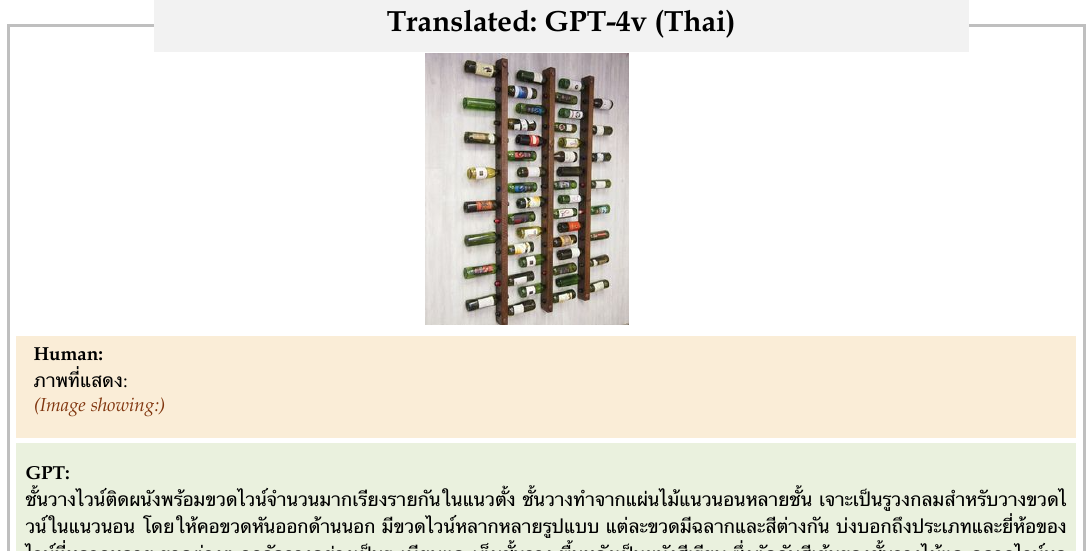 Translated: GPT-4v (Thai)
Human:
ภาพที่แสดง:
(Image showing:)
GPT:
ชั้นวางไวน์ติดผนังพร้อมขวดไวน์จำนวนมากเรียงรายกันในแนวตั้ง ชั้นวางทำจากแผ่นไม้แนวนอนหลายชั้น เจาะเป็นรูวงกลมสำหรับวางขวดไ
วน์ในแนวนอน โดยให้คอขวดหันออกด้านนอก มีขวดไวน์หลากหลายรูปแบบ แต่ละขวดมีฉลากและสีต่างกัน บ่งบอกถึงประเภทและยี่ห้อของ